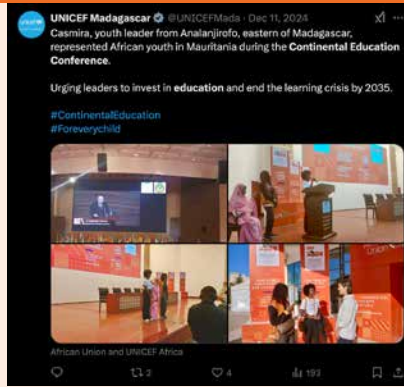 UNICEF Madagascar @UNICEFMada · Dec 11, 2024
Casmira, youth leader from Analanjirofo, eastern of Madagascar,
represented African youth in Mauritania during the Continental Education
Conference.
Urging leaders to invest in education and end the learning crisis by 2035.
#ContinentalEducation
#Foreverychild
African Union and UNICEF Africa
3
4
193